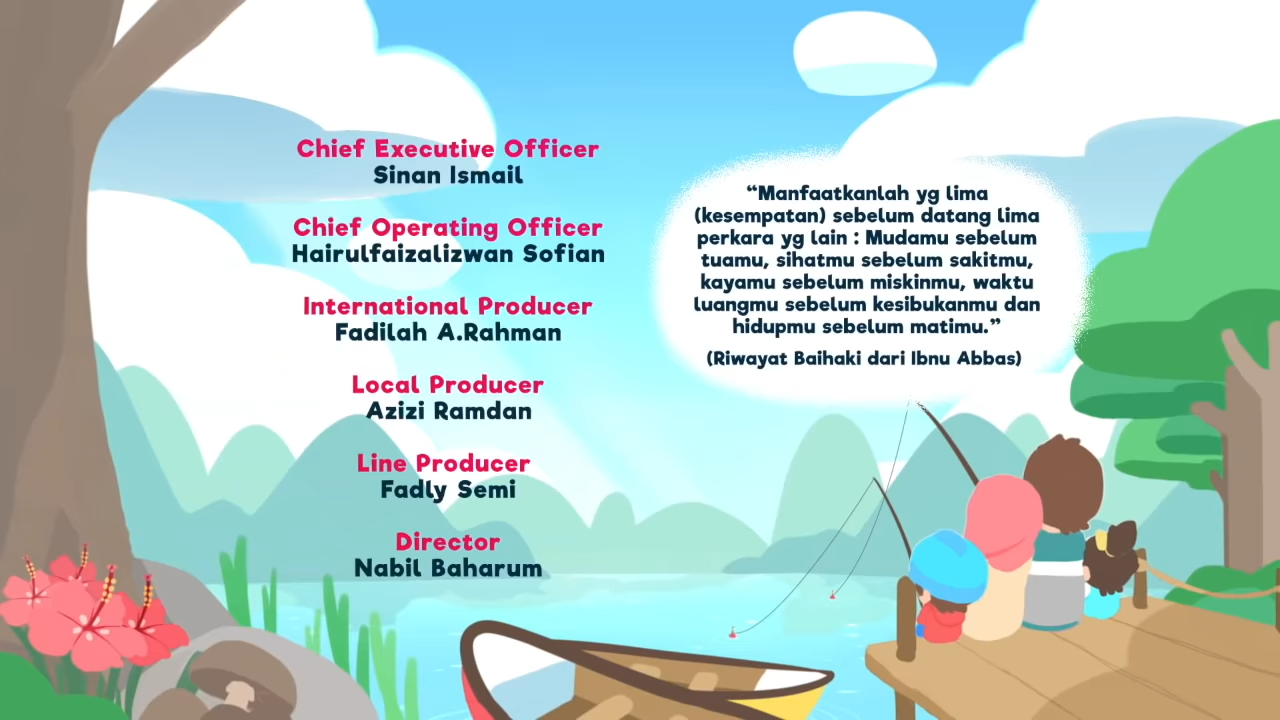 Chief Executive Officer
Sinan Ismail
Chief Operating Officer
Hairulfaizalizwan Sofian
International Producer
Fadilah A.Rahman
Local Producer
Azizi Ramdan
Line Producer
Fadly Semi
Director
Nabil Baharum
“Manfaatkanlah yg lima
(kesempatan) sebelum datang lima
perkara yg lain : Mudamu sebelum
tuamu, sihatmu sebelum sakitmu,
kayamu sebelum miskinmu, waktu
luangmu sebelum kesibukanmu dan
hidupmu sebelum matimu.”
(Riwayat Baihaki dari Ibnu Abbas)